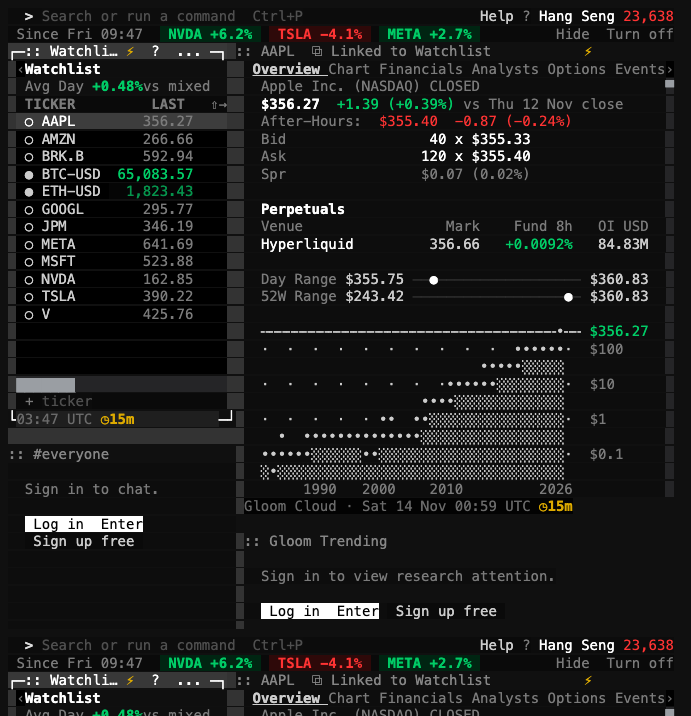 > Search or run a command Ctrl+P Help ? Hang Seng 23,638
Since Fri 09:47 NVDA +6.2% TSLA −4.1% META +2.7% Hide Turn off
:: Watchli… ⚡ ? ... —
‹Watchlist
Avg Day +0.48%vs mixed
TICKER LAST ⇧→
○ AAPL 356.27
○ AMZN 266.66
○ BRK.B 592.94
● BTC-USD 65,083.57
● ETH-USD 1,823.43
○ GOOGL 295.77
○ JPM 346.19
○ META 641.69
○ MSFT 523.88
○ NVDA 162.85
○ TSLA 390.22
○ V 425.76
+ ticker
03:47 UTC ◷15m
:: AAPL ⧉ Linked to Watchlist ⚡
Overview Chart Financials Analysts Options Events›
Apple Inc. (NASDAQ) CLOSED
$356.27 +1.39 (+0.39%) vs Thu 12 Nov close
After-Hours: $355.40 −0.87 (−0.24%)
Bid 40 x $355.33
Ask 120 x $355.40
Spr $0.07 (0.02%)
Perpetuals
Venue Mark Fund 8h OI USD
Hyperliquid 356.66 +0.0092% 84.83M
Day Range $355.75 $360.83
52W Range $243.42 $360.83
$356.27
$100
$10
$1
$0.1
1990 2000 2010 2026
Gloom Cloud · Sat 14 Nov 00:59 UTC ◷15m
:: #everyone
Sign in to chat.
Log in Enter
Sign up free
:: Gloom Trending
Sign in to view research attention.
Log in Enter Sign up free
> Search or run a command Ctrl+P Help ? Hang Seng 23,638
Since Fri 09:47 NVDA +6.2% TSLA −4.1% META +2.7% Hide Turn off
:: Watchli… ⚡ ? ... —
:: AAPL ⧉ Linked to Watchlist ⚡
‹Watchlist
Overview Chart Financials Analysts Options Events›
Avg Day +0.48%vs mixed
Apple Inc. (NASDAQ) CLOSED